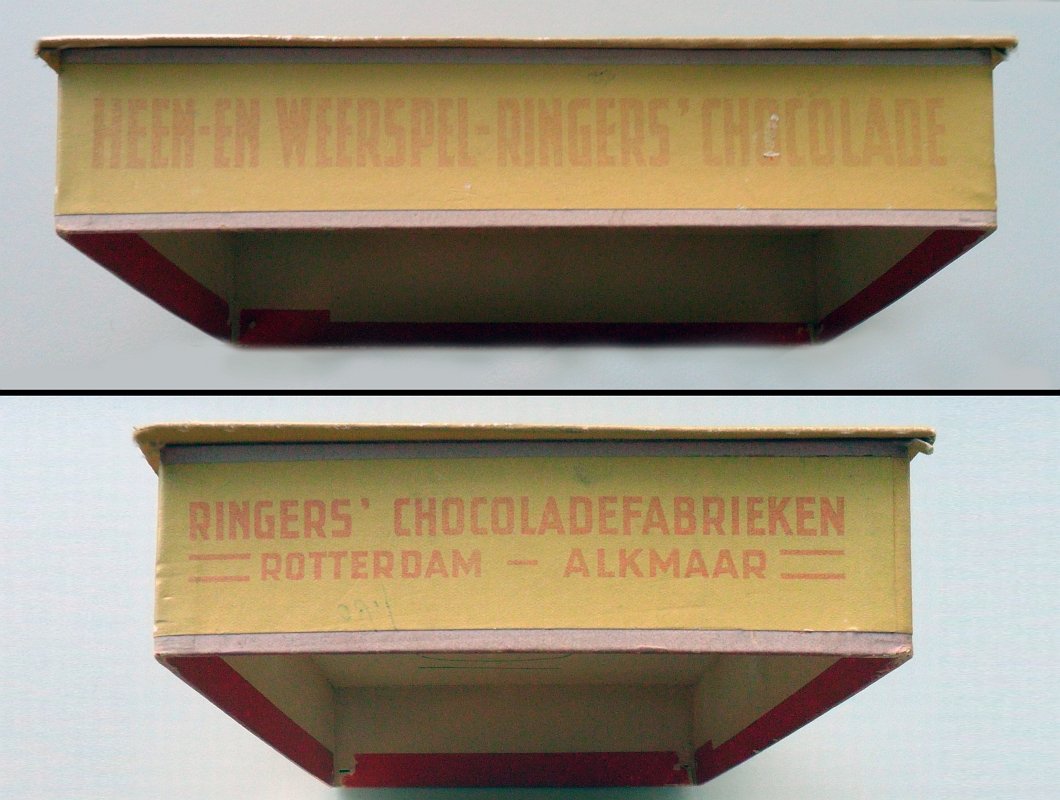 HEEN-EN WEERSPEL-RINGERS' CHOCOLADE
RINGERS' CHOCOLADEFABRIEKEN
ROTTERDAM — ALKMAAR